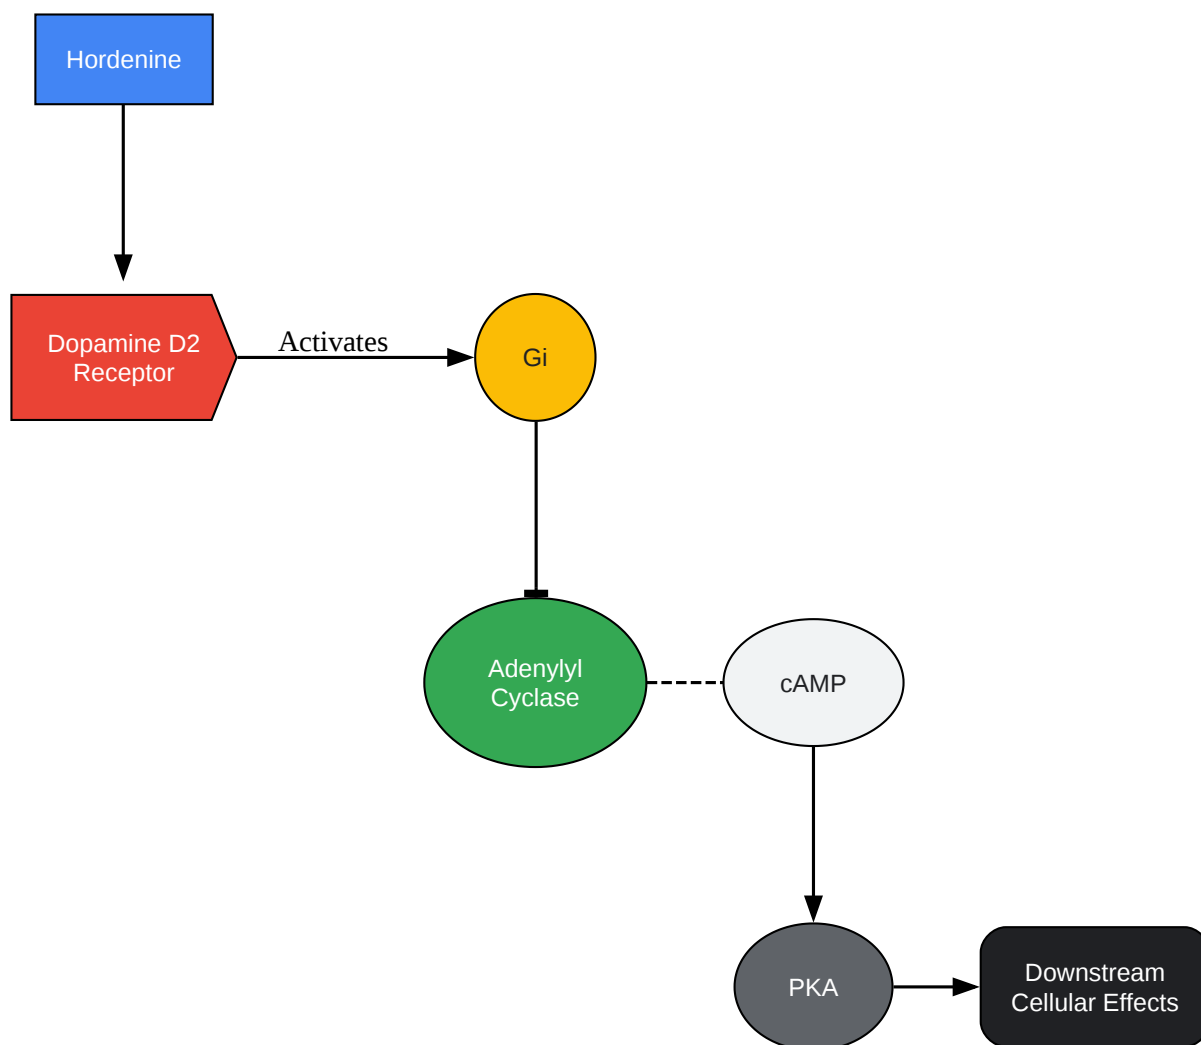 Hordenine
Dopamine D2
Receptor
Activates
Gi
Adenylyl
Cyclase
cAMP
PKA
Downstream
Cellular Effects